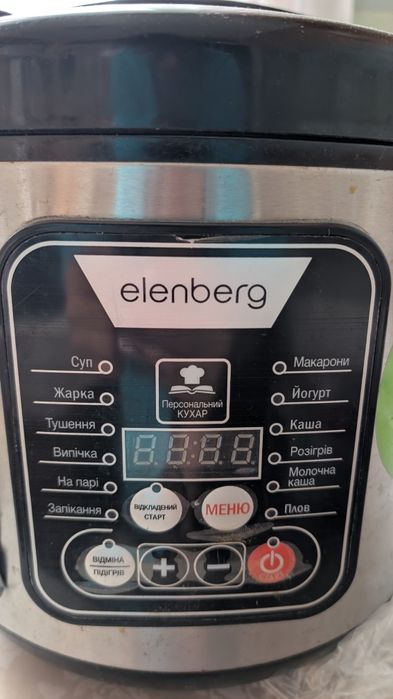 elenberg
Суп
Жарка
Тушення
Випічка
На парі
Запікання
Персональний
КУХАР
Макарони
Йогурт
Каша
Розігрів
Молочна
каша
Плов
ВІДКЛАДЕНИЙ
СТАРТ
МЕНЮ
ВІДМІНА
ПІДІГРІВ
+
−